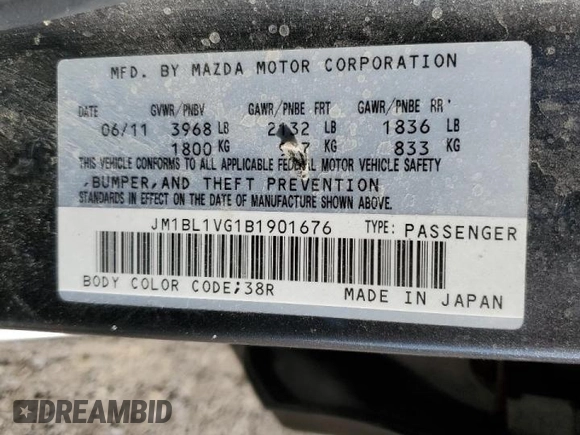 MFD. BY MAZDA MOTOR CORPORATION
DATE GVWR/PNBV GAWR/PNBE FRT GAWR/PNBE RR
06/11 3968 LB 2132 LB 1836 LB
1800 KG KG 833 KG
THIS VEHICLE CONFORMS TO ALL APPLICABLE FEDERAL MOTOR VEHICLE SAFETY
,BUMPER,AND THEFT PREVENTION
STANDARDS IN EFFECT ON THE DATE OF MANUFACTURE SHOWN ABOVE.
JM1BL1VG1B1901676 TYPE: PASSENGER
BODY COLOR CODE;38R MADE IN JAPAN
DREAMBID